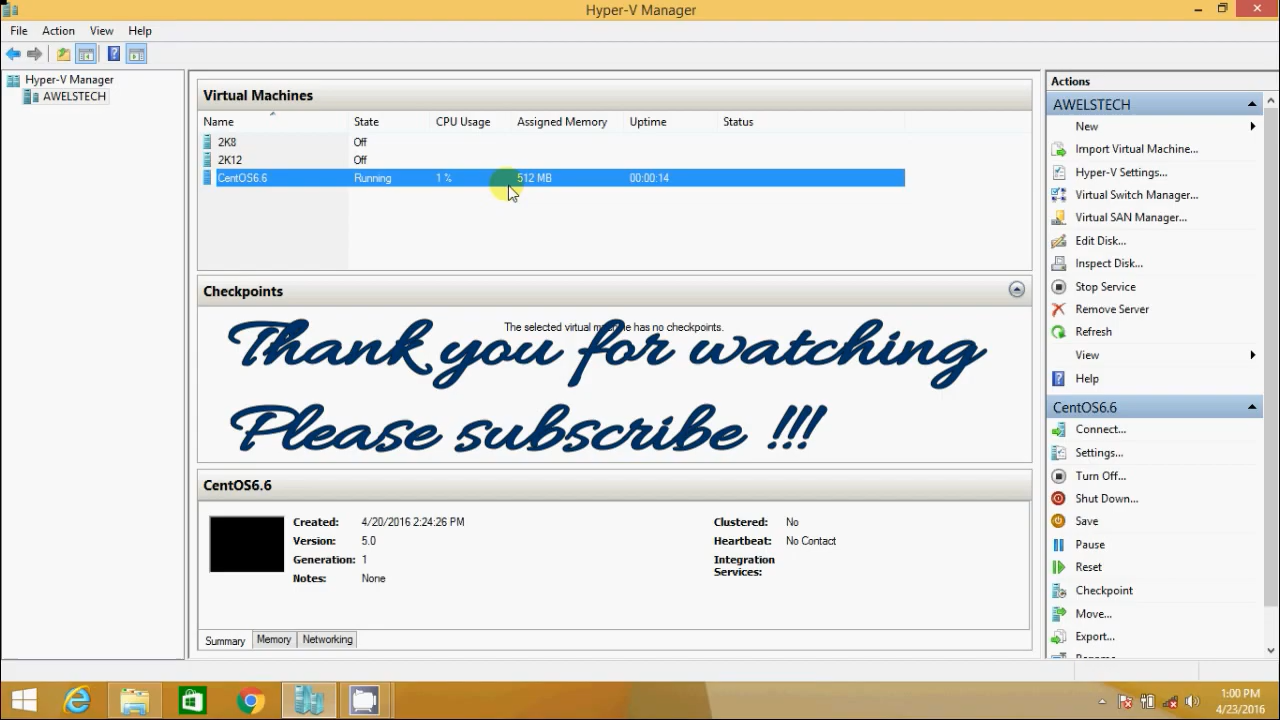 Hyper-V Manager
File Action View Help
Hyper-V Manager
AWELSTECH
Virtual Machines
Name State CPU Usage Assigned Memory Uptime Status
2K8 Off
2K12 Off
CentOS6.6 Running 1 % 512 MB 00:00:14
Checkpoints
The selected virtual machine has no checkpoints.
Thank you for watching
Please subscribe !!!
CentOS6.6
Created: 4/20/2016 2:24:26 PM
Version: 5.0
Generation: 1
Notes: None
Clustered: No
Heartbeat: No Contact
Integration
Services:
Summary Memory Networking
Actions
AWELSTECH
New
Import Virtual Machine...
Hyper-V Settings...
Virtual Switch Manager...
Virtual SAN Manager...
Edit Disk...
Inspect Disk...
Stop Service
Remove Server
Refresh
View
Help
CentOS6.6
Connect...
Settings...
Turn Off...
Shut Down...
Save
Pause
Reset
Checkpoint
Move...
Export...
1:00 PM
4/23/2016